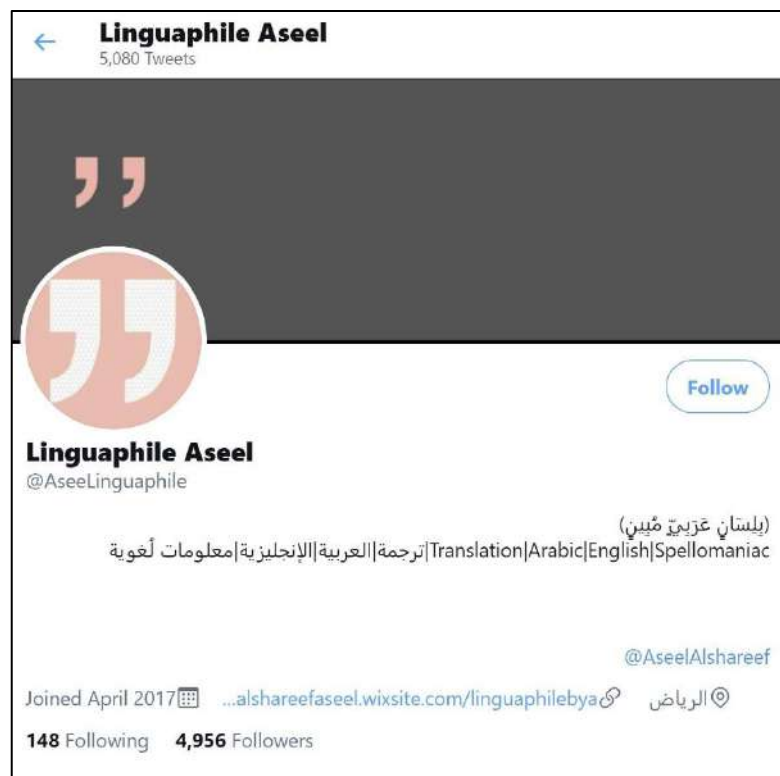 Linguaphile Aseel
5,080 Tweets
Follow
Linguaphile Aseel
@AseeLinguaphile
(بِلِسَانٍ عَرَبِيّ مُبِينٍ)
Translation|Arabic|English|Spellomaniac|ترجمة|العربية|الإنجليزية|معلومات لُغوية
@AseelAlshareef
الرياض alshareefaseel.wixsite.com/linguaphilebya... Joined April 2017
148 Following 4,956 Followers